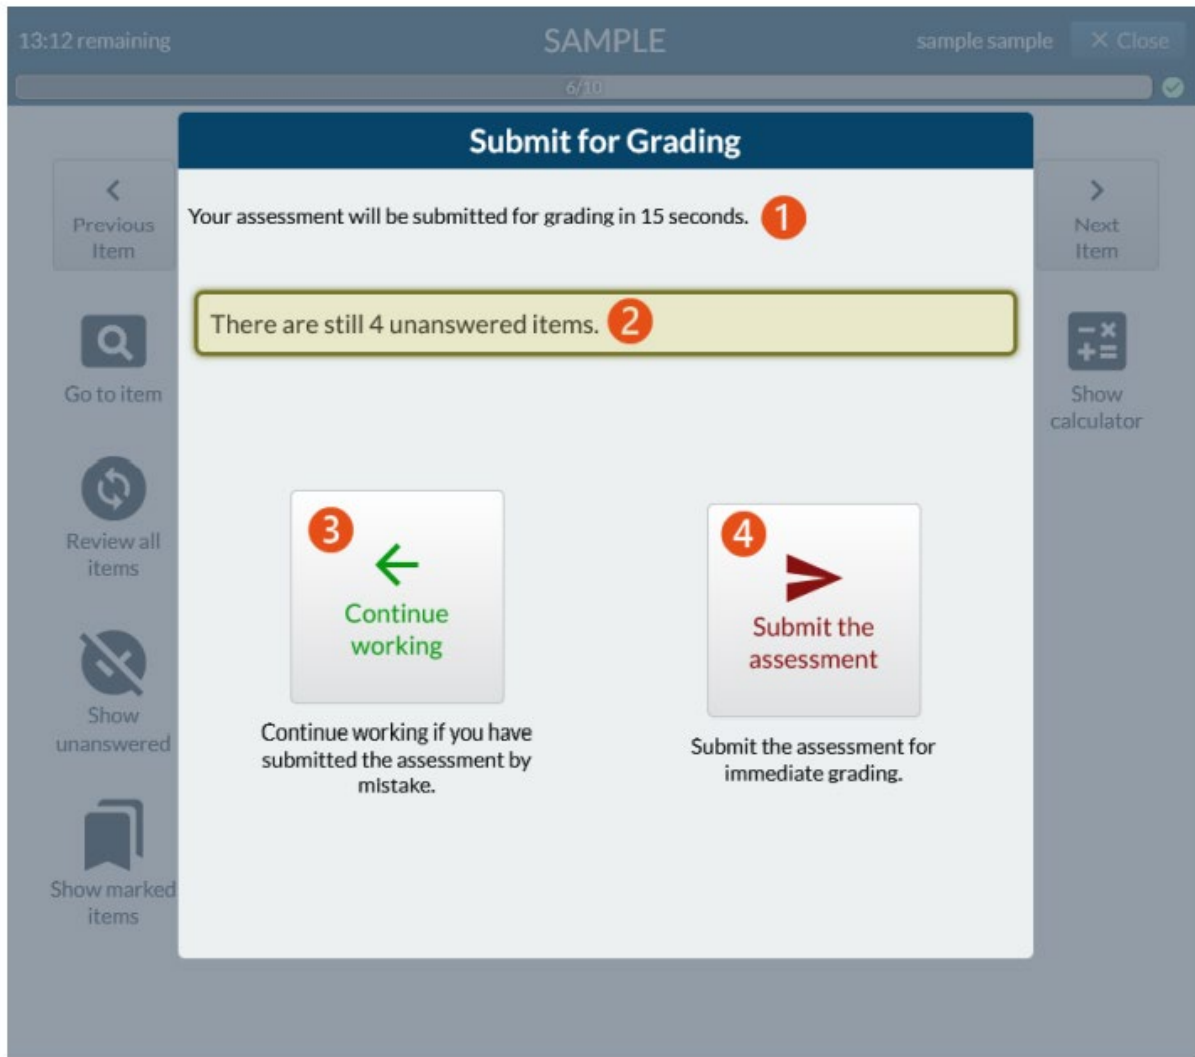 13:12 remaining
SAMPLE
sample sample
× Close
6/10
Submit for Grading
Previous
Item
Your assessment will be submitted for grading in 15 seconds.
1
Next
Item
There are still 4 unanswered items.
2
Go to item
Show
calculator
Review all
items
3
Continue
working
4
Submit the
assessment
Show
unanswered
Continue working if you have
submitted the assessment by
mistake.
Submit the assessment for
immediate grading.
Show marked
items